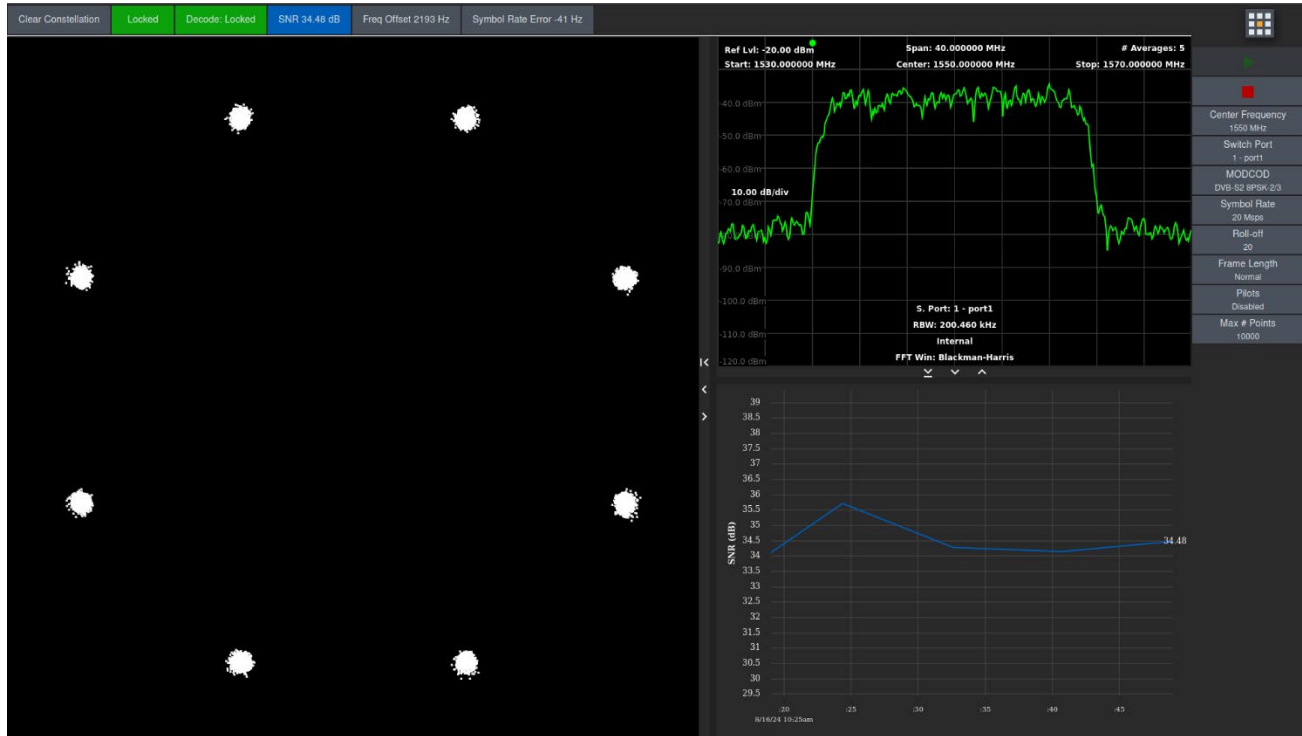 Clear Constellation
Locked
Decode: Locked
SNR 34.48 dB
Freq Offset 2193 Hz
Symbol Rate Error -41 Hz
Ref Lvl: -20.00 dBm
Span: 40.000000 MHz
# Averages: 5
Start: 1530.000000 MHz
Center: 1550.000000 MHz
Stop: 1570.000000 MHz
-40.0 dBm
-50.0 dBm
-60.0 dBm
10.00 dB/div
-70.0 dBm
-90.0 dBm
-100.0 dBm
-110.0 dBm
-120.0 dBm
S. Port: 1 - port1
RBW: 200.460 kHz
Internal
FFT Win: Blackman-Harris
Center Frequency
1550 MHz
Switch Port
1 - port1
MODCOD
DVB-S2 8PSK-2/3
Symbol Rate
20 Msps
Roll-off
20
Frame Length
Normal
Pilots
Disabled
Max # Points
10000
SNR (dB)
39
38.5
38
37.5
37
36.5
36
35.5
35
34.5
34
33.5
33
32.5
32
31.5
31
30.5
30
29.5
34.48
:20
:25
:30
:35
:40
:45
8/16/24 10:25am